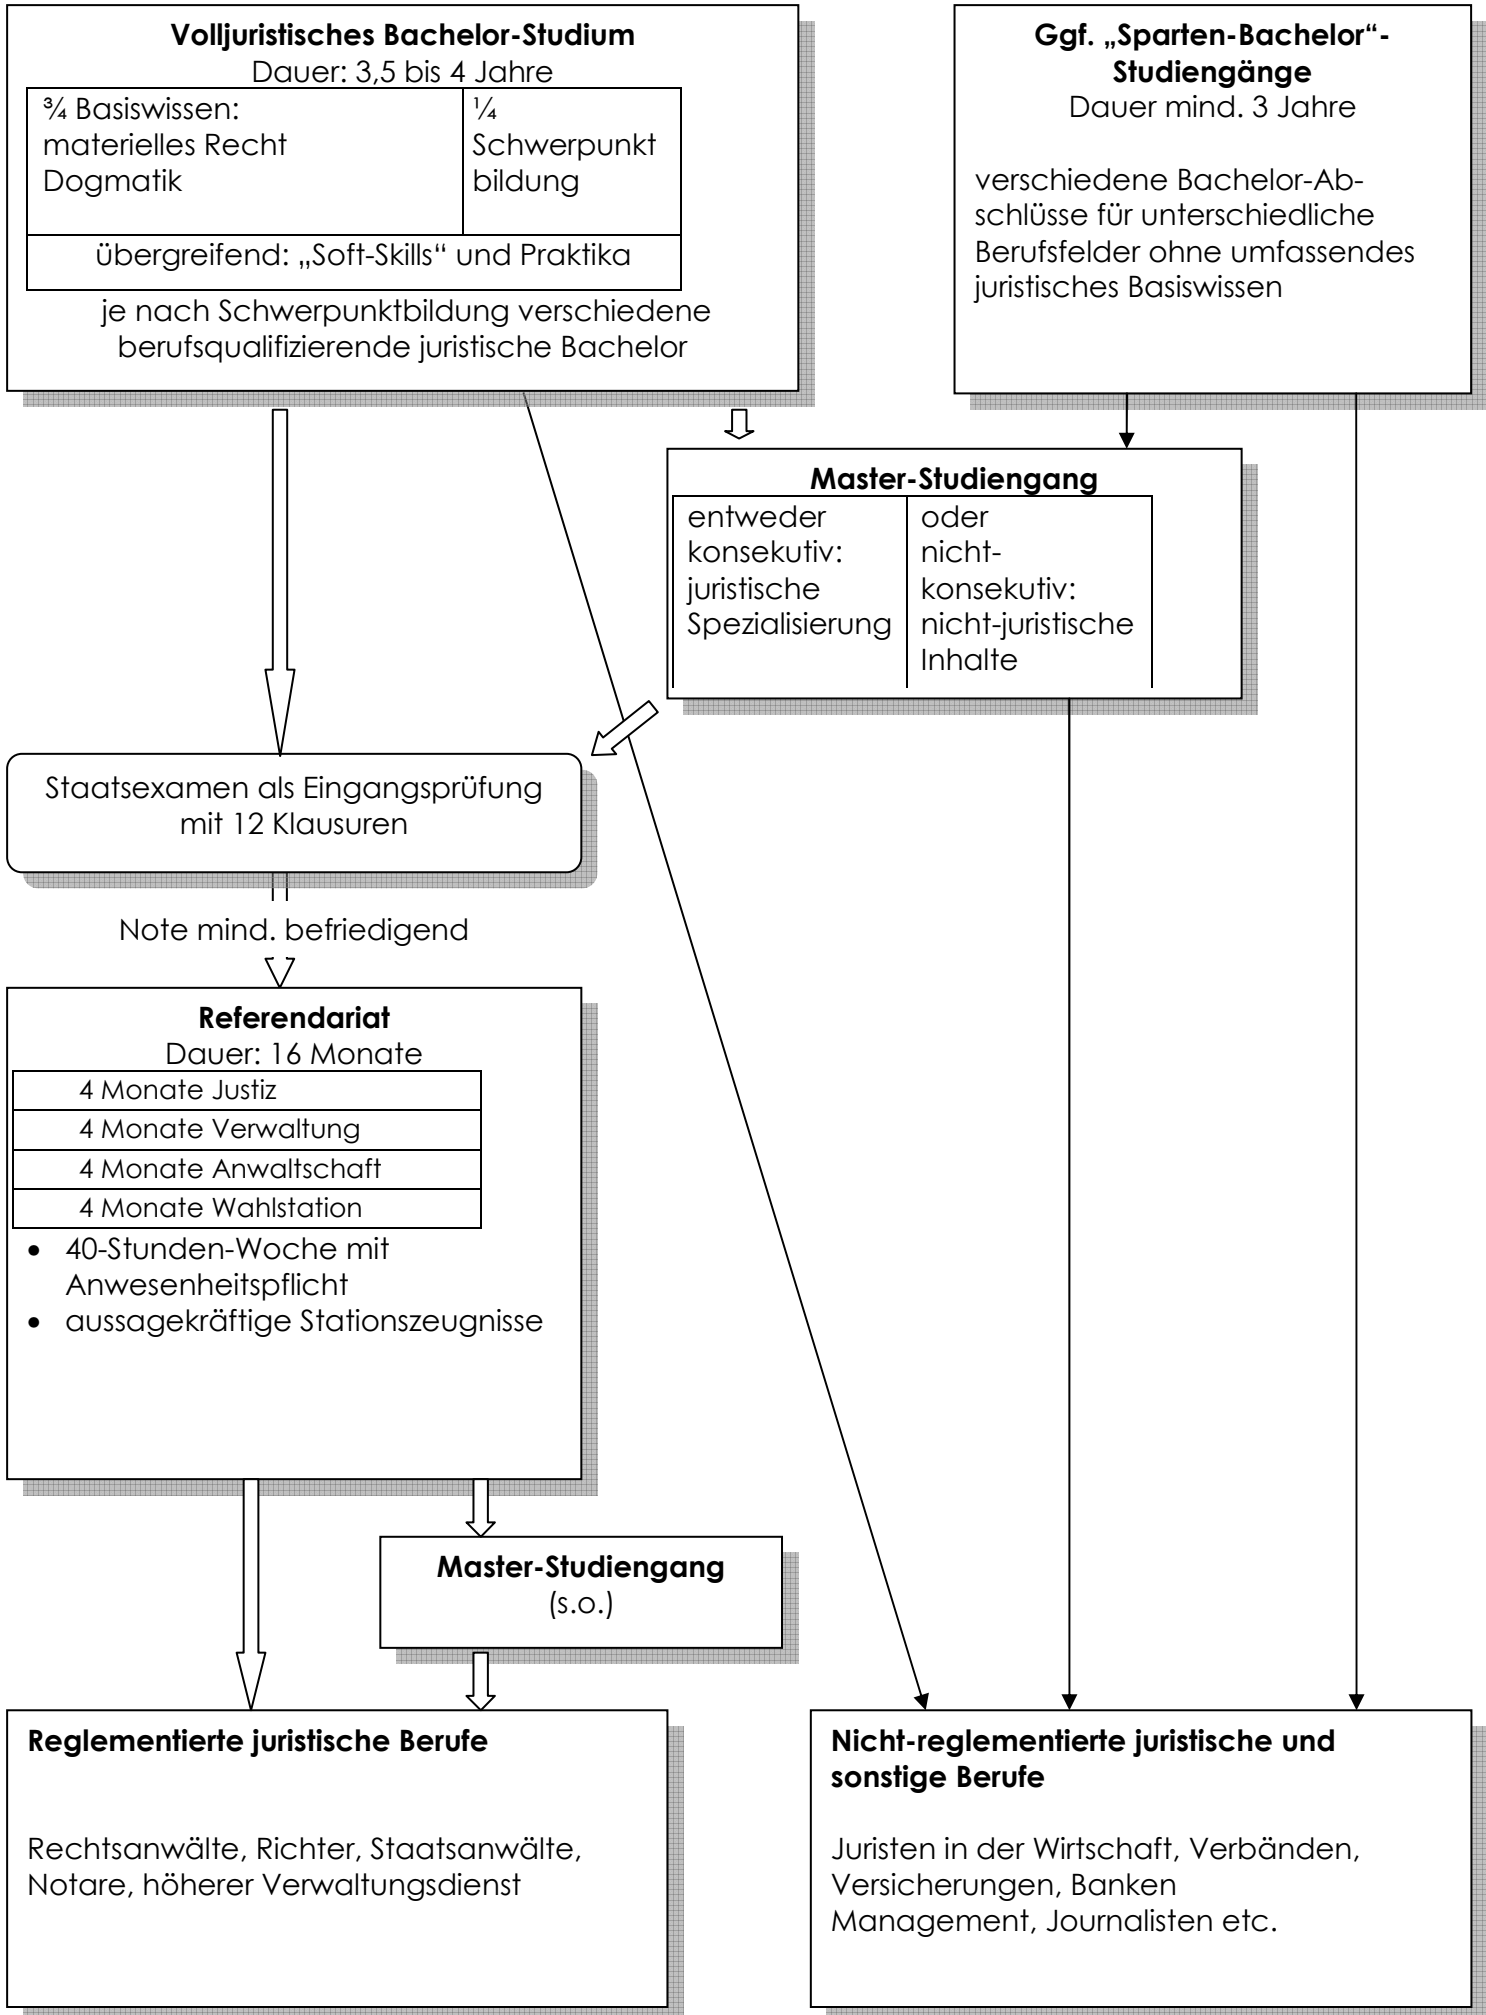 Volljuristisches Bachelor-Studium
Dauer: 3,5 bis 4 Jahre
¾ Basiswissen:
materielles Recht
Dogmatik
¼
Schwerpunkt
bildung
übergreifend: „Soft-Skills“ und Praktika
je nach Schwerpunktbildung verschiedene
berufsqualifizierende juristische Bachelor
Ggf. „Sparten-Bachelor“-
Studiengänge
Dauer mind. 3 Jahre
verschiedene Bachelor-Ab-
schlüsse für unterschiedliche
Berufsfelder ohne umfassendes
juristisches Basiswissen
Master-Studiengang
entweder
konsekutiv:
juristische
Spezialisierung
oder
nicht-
konsekutiv:
nicht-juristische
Inhalte
Staatsexamen als Eingangsprüfung
mit 12 Klausuren
Note mind. befriedigend
Referendariat
Dauer: 16 Monate
4 Monate Justiz
4 Monate Verwaltung
4 Monate Anwaltschaft
4 Monate Wahlstation
• 40-Stunden-Woche mit
Anwesenheitspflicht
• aussagekräftige Stationszeugnisse
Master-Studiengang
(s.o.)
Reglementierte juristische Berufe
Rechtsanwälte, Richter, Staatsanwälte,
Notare, höherer Verwaltungsdienst
Nicht-reglementierte juristische und
sonstige Berufe
Juristen in der Wirtschaft, Verbänden,
Versicherungen, Banken
Management, Journalisten etc.